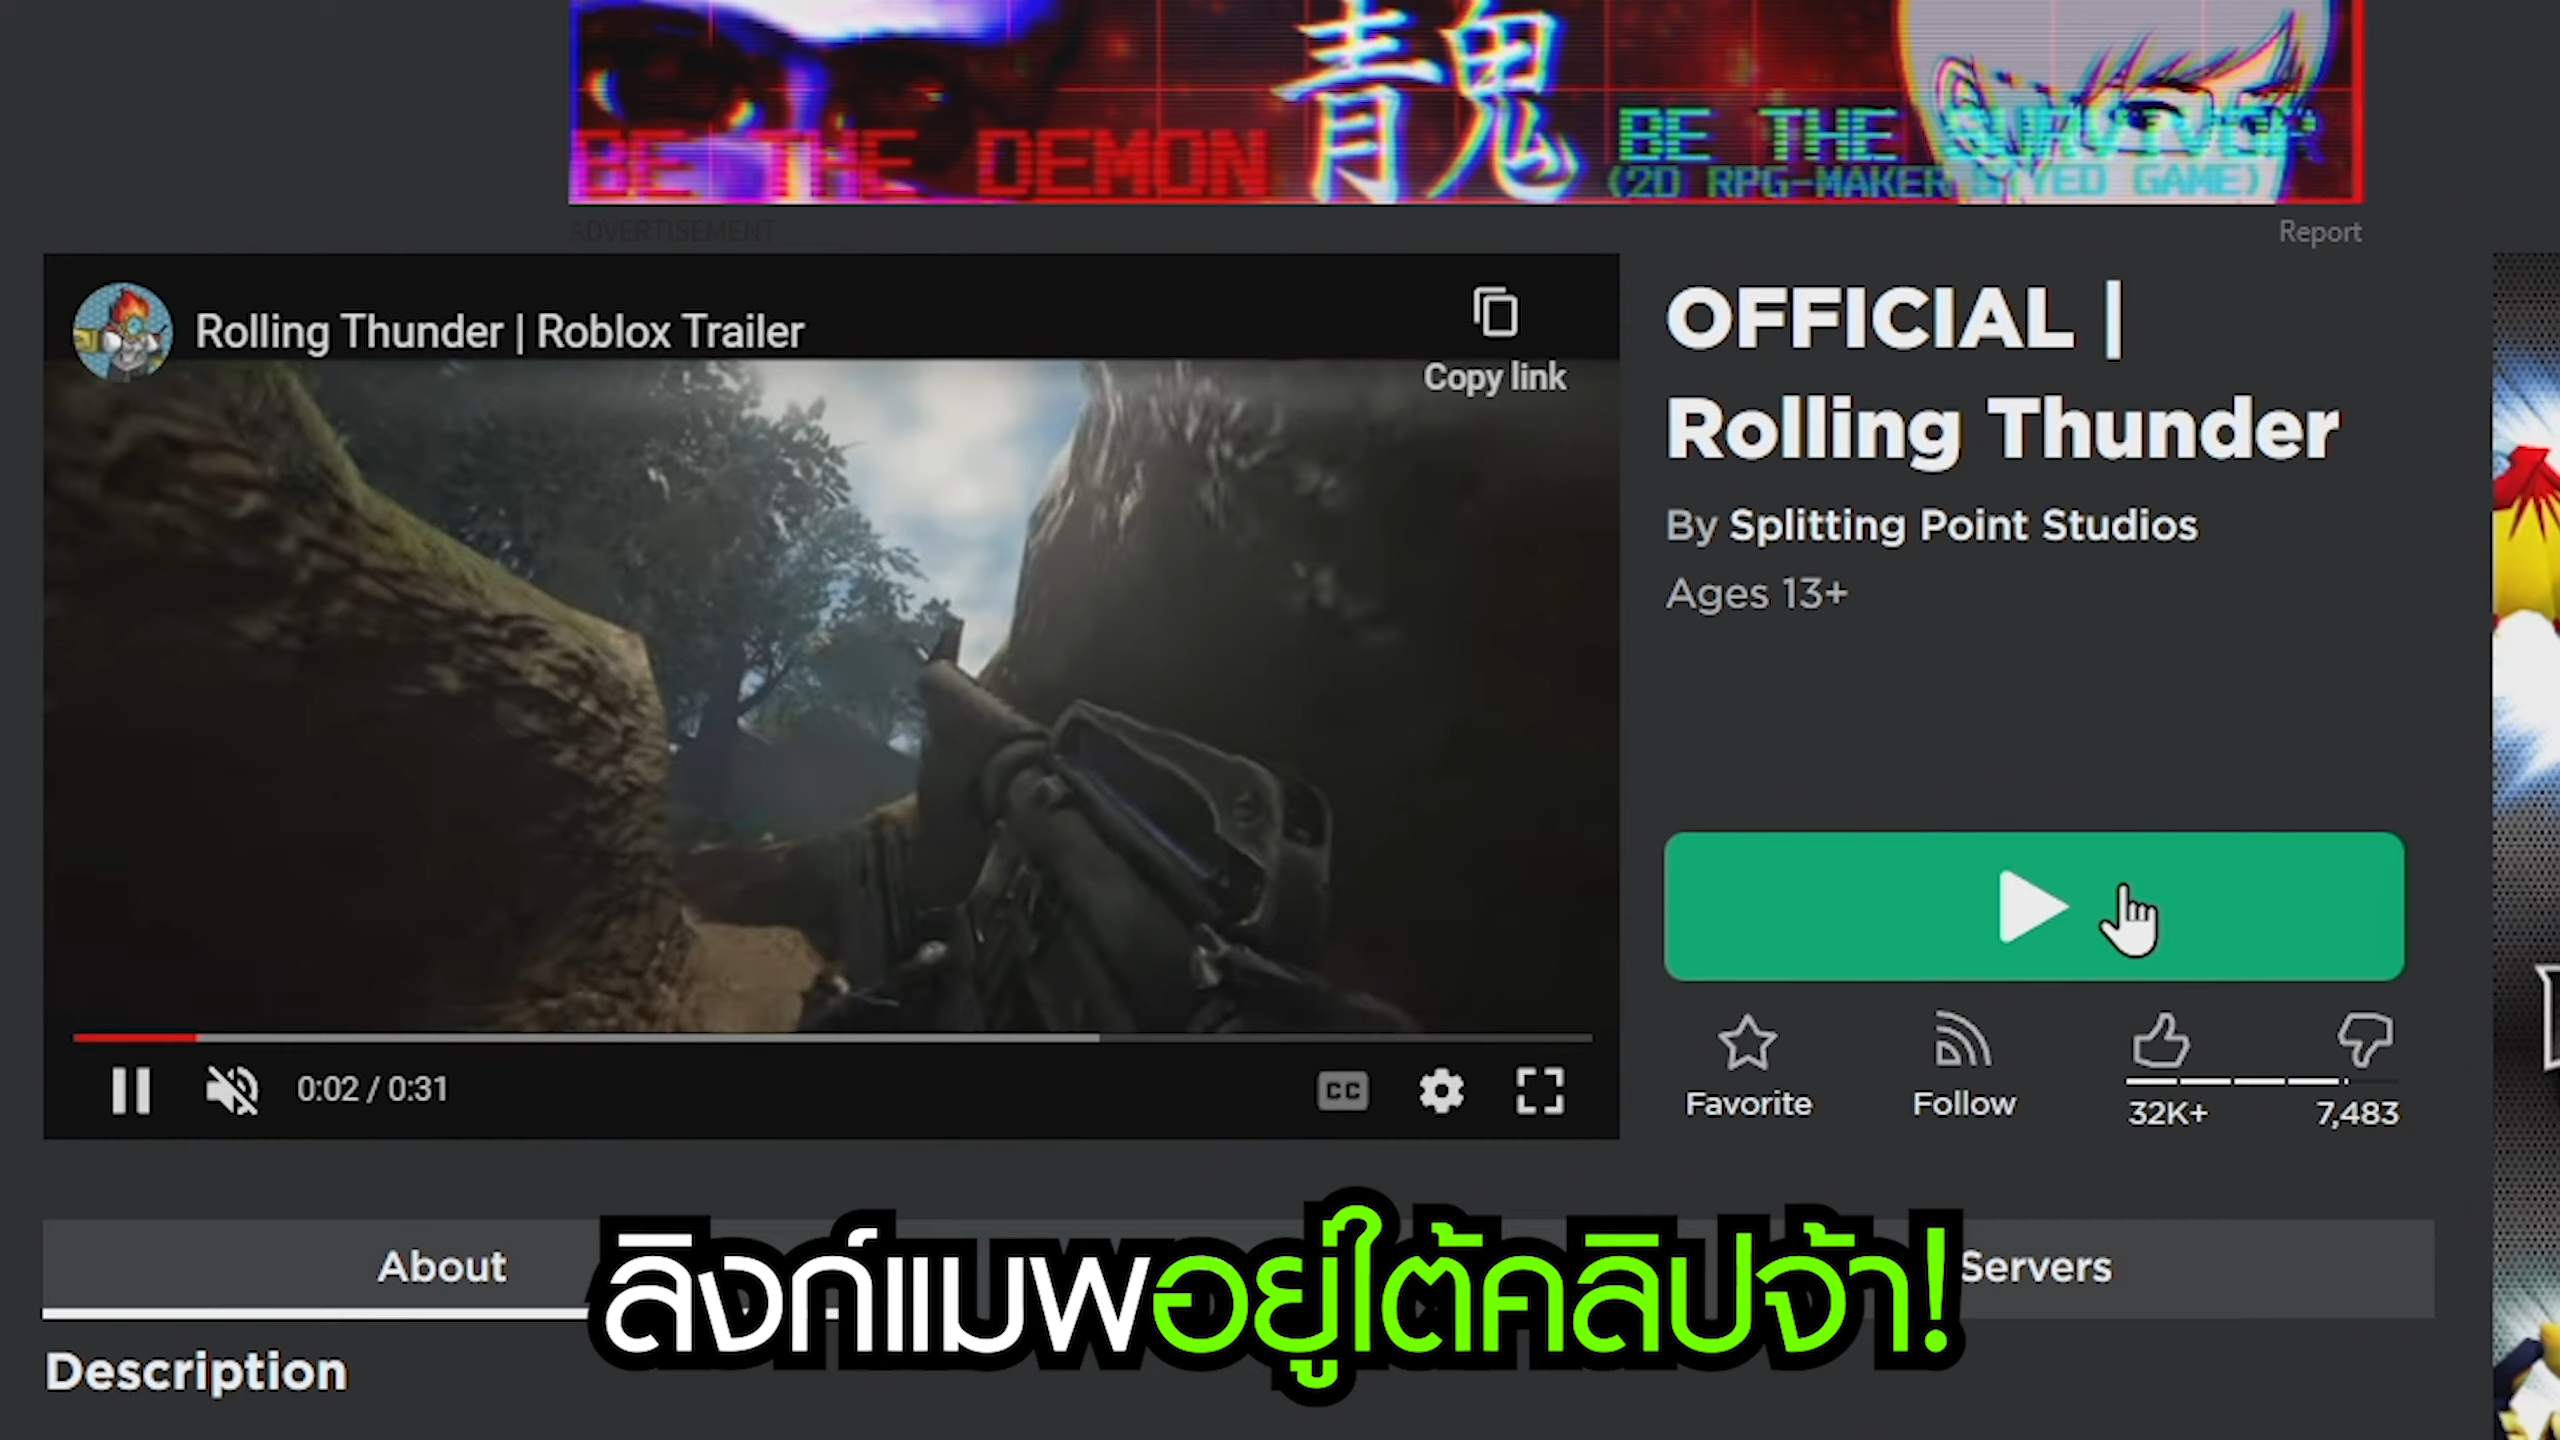 青鬼
BE THE DEMON
BE THE SURVIVOR
(2D RPG-MAKER STYED GAME)
ADVERTISEMENT
Report
Rolling Thunder | Roblox Trailer
Copy link
OFFICIAL |
Rolling Thunder
By Splitting Point Studios
Ages 13+
0:02 / 0:31
CC
Favorite
Follow
32K+
7,483
About
Servers
ลิงก์แมพอยู่ใต้คลิปจ้า!
Description